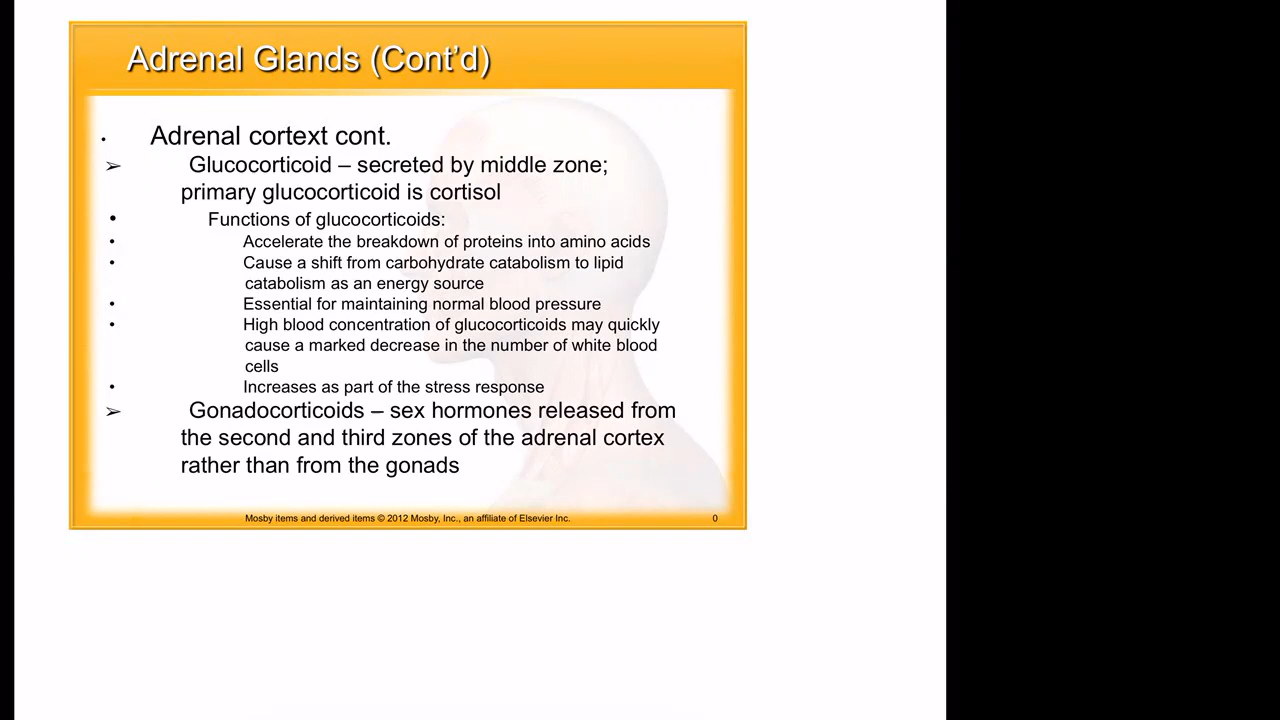 Adrenal Glands (Cont’d)
• Adrenal cortext cont.
➢ Glucocorticoid – secreted by middle zone;
primary glucocorticoid is cortisol
• Functions of glucocorticoids:
• Accelerate the breakdown of proteins into amino acids
• Cause a shift from carbohydrate catabolism to lipid
catabolism as an energy source
• Essential for maintaining normal blood pressure
• High blood concentration of glucocorticoids may quickly
cause a marked decrease in the number of white blood
cells
• Increases as part of the stress response
➢ Gonadocorticoids – sex hormones released from
the second and third zones of the adrenal cortex
rather than from the gonads
Mosby items and derived items © 2012 Mosby, Inc., an affiliate of Elsevier Inc. 0